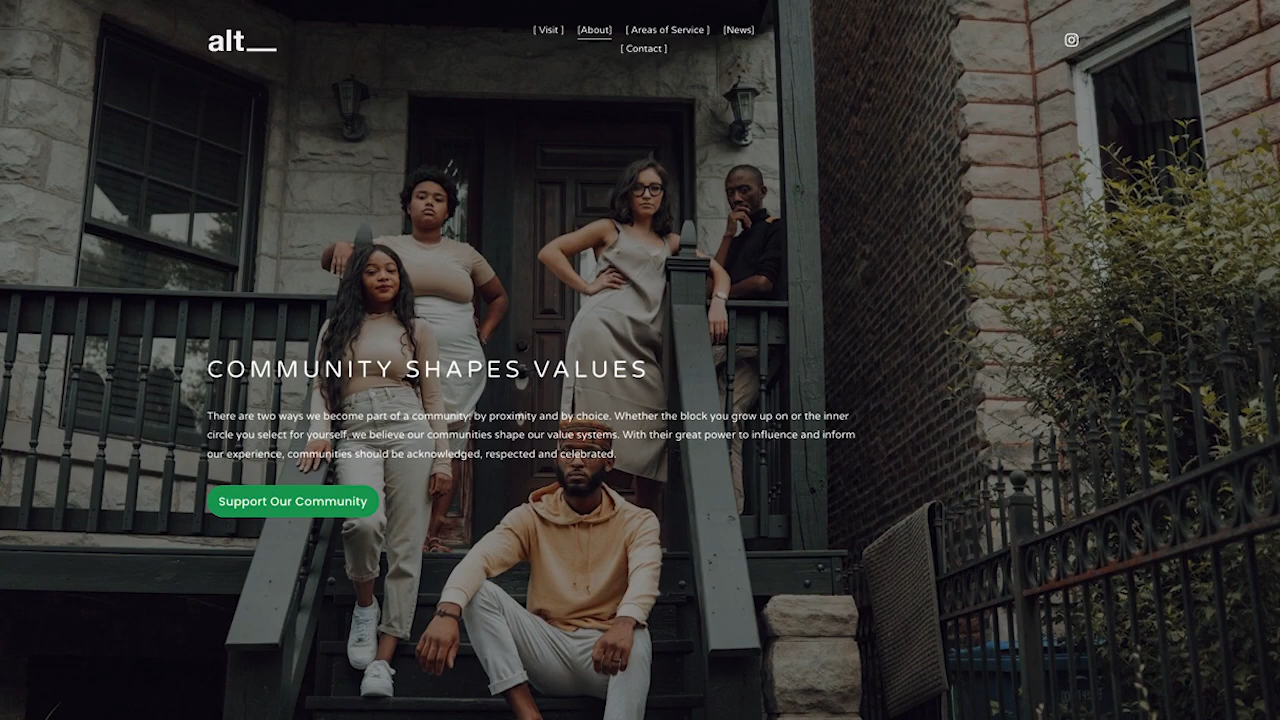 alt__
[ Visit ] [About] [ Areas of Service ] [News]
[ Contact ]
COMMUNITY SHAPES VALUES
There are two ways we become part of a community; by proximity and by choice. Whether the block you grow up on or the inner
circle you select for yourself, we believe our communities shape our value systems. With their great power to influence and inform
our experience, communities should be acknowledged, respected and celebrated.
Support Our Community